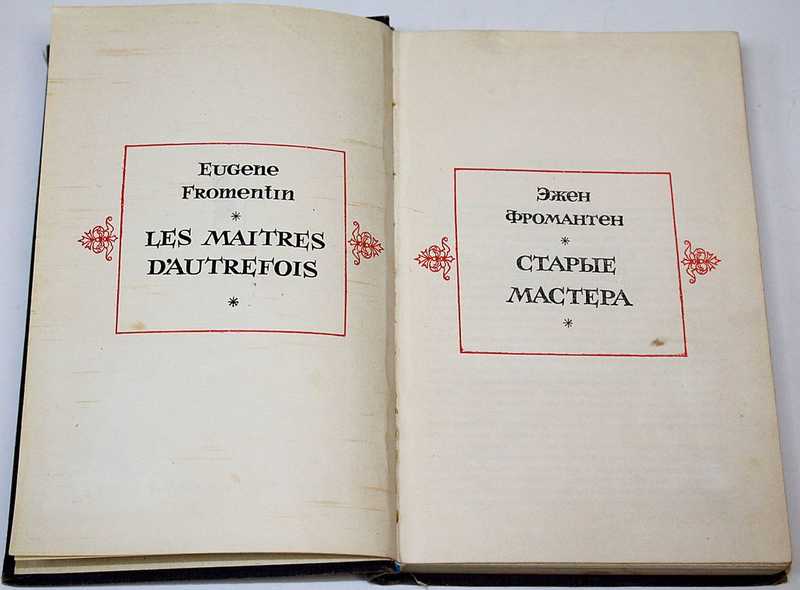 Eugene
Fromentin
*
LES MAITRES
D'AUTREFOIS
*
Эжен
Фромантен
*
СТАРЫЕ
МАСТЕРА
*